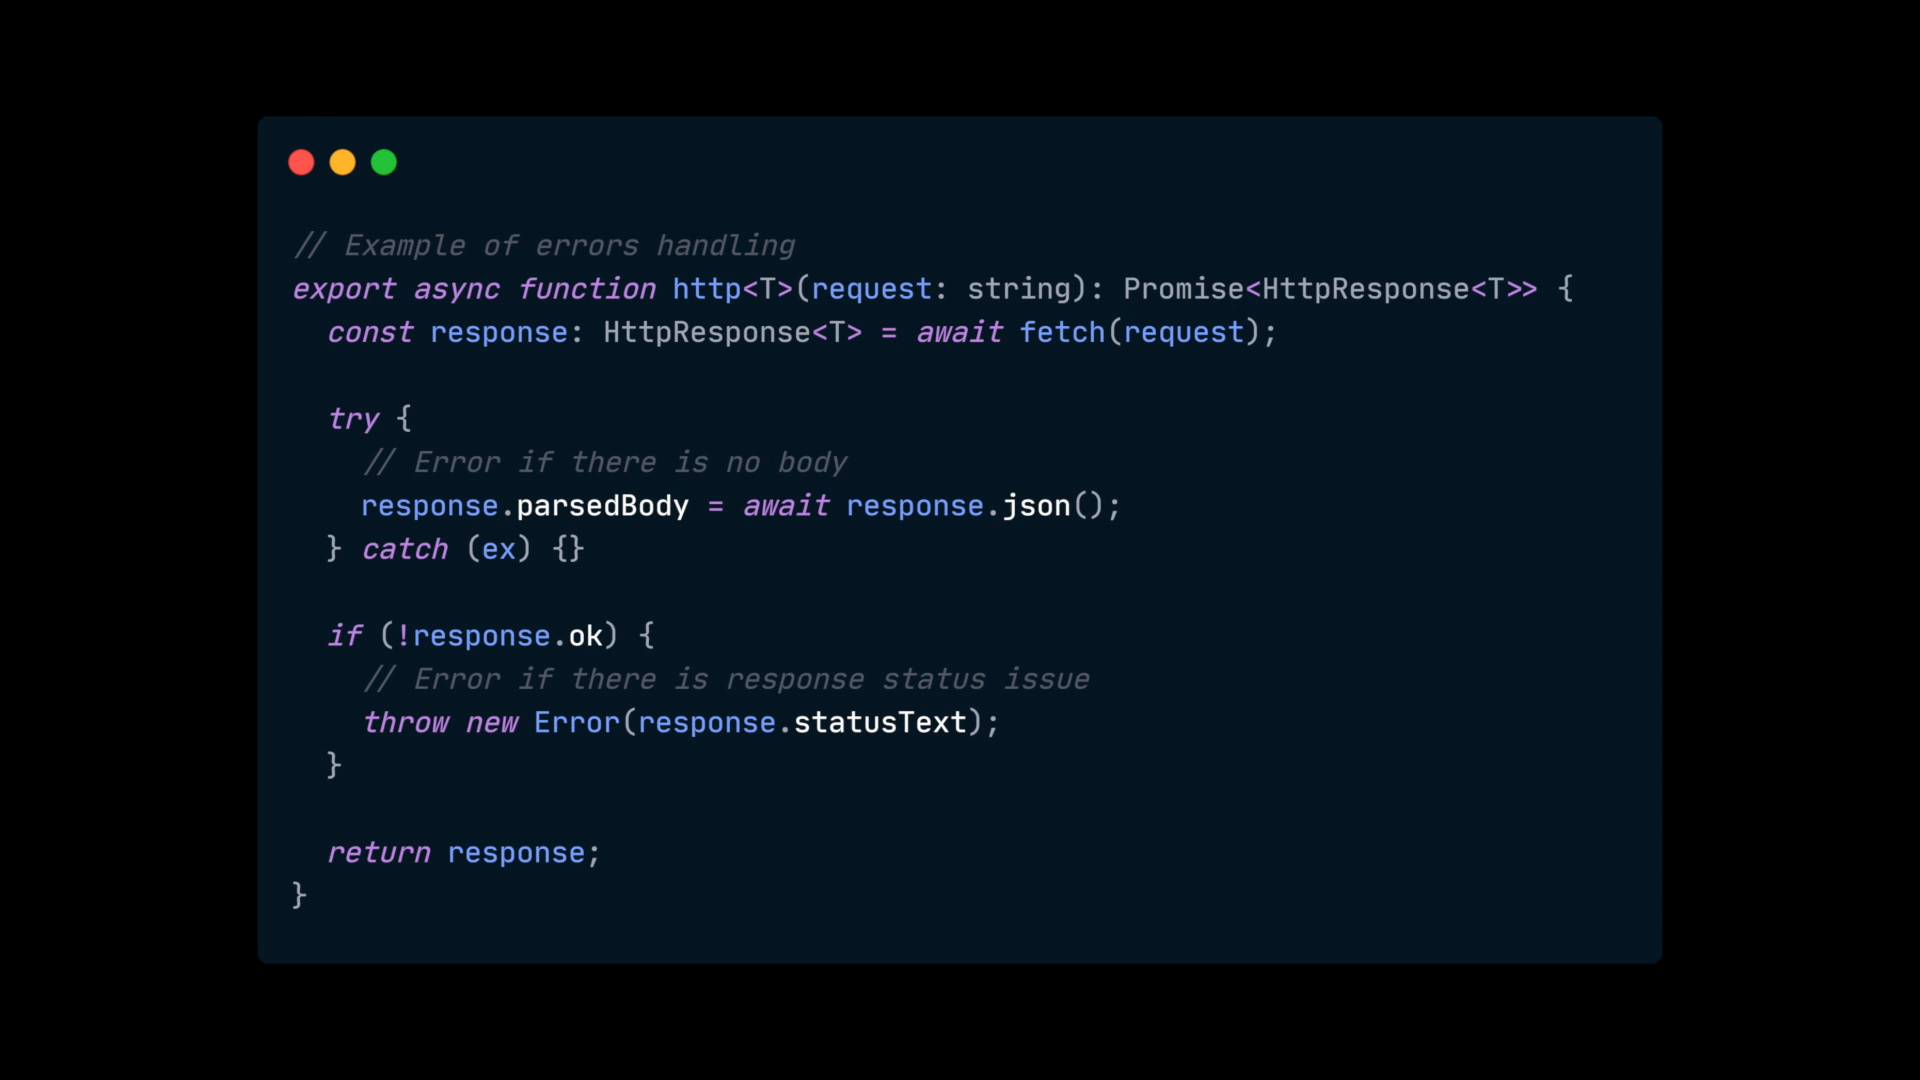 // Example of errors handling
export async function http<T>(request: string): Promise<HttpResponse<T>> {
  const response: HttpResponse<T> = await fetch(request);

  try {
    // Error if there is no body
    response.parsedBody = await response.json();
  } catch (ex) {}

  if (!response.ok) {
    // Error if there is response status issue
    throw new Error(response.statusText);
  }

  return response;
}